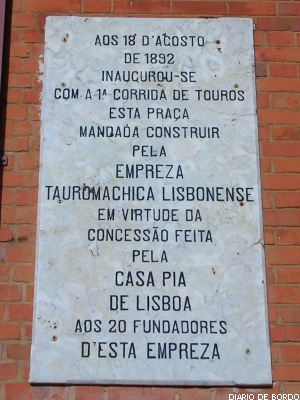 AOS 18 D'AGOSTO
DE 1892
INAUGUROU-SE
COM A 1ª CORRIDA DE TOUROS
ESTA PRAÇA
MANDADA CONSTRUIR
PELA
EMPREZA
TAUROMACHICA LISBONENSE
EM VIRTUDE DA
CONCESSÃO FEITA
PELA
CASA PIA
DE LISBOA
AOS 20 FUNDADORES
D'ESTA EMPREZA
DIARIO DE BORDO